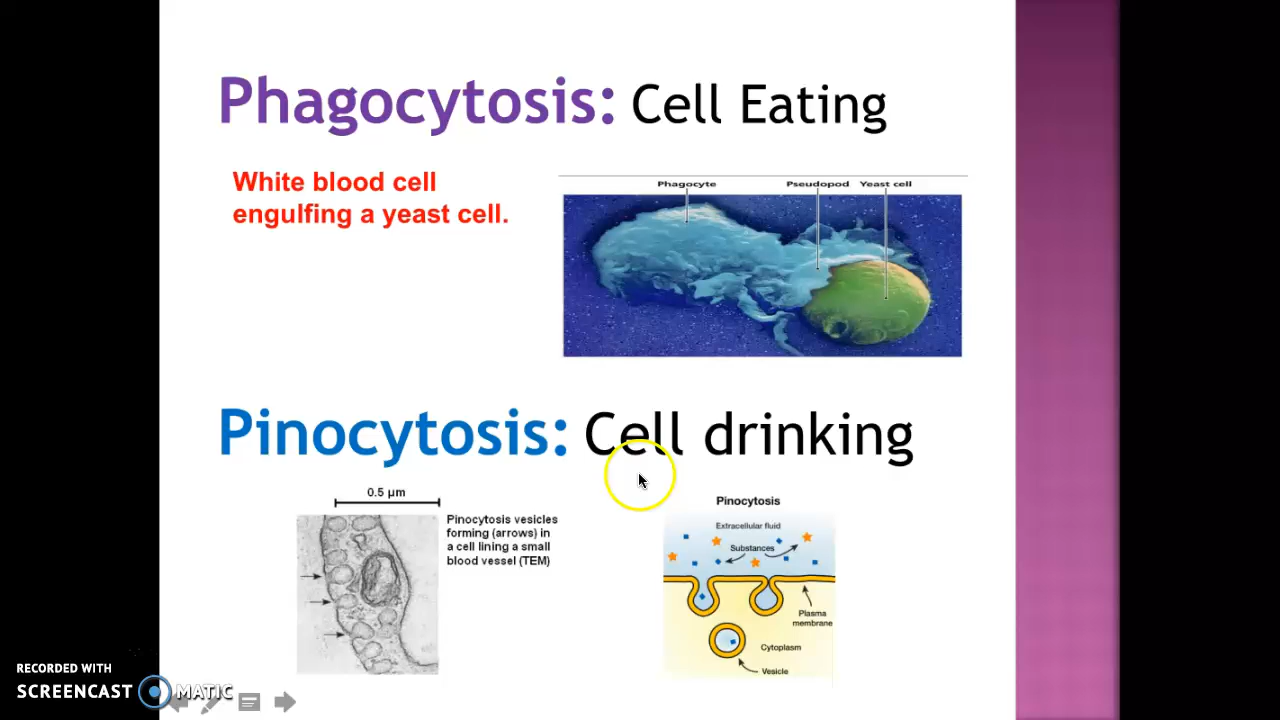 Phagocytosis: Cell Eating
White blood cell
engulfing a yeast cell.
Phagocyte Pseudopod Yeast cell
Pinocytosis: Cell drinking
0.5 µm
Pinocytosis vesicles
forming (arrows) in
a cell lining a small
blood vessel (TEM)
Pinocytosis
Extracellular fluid
Substances
Plasma
membrane
Cytoplasm
Vesicle
RECORDED WITH
SCREENCAST MATIC